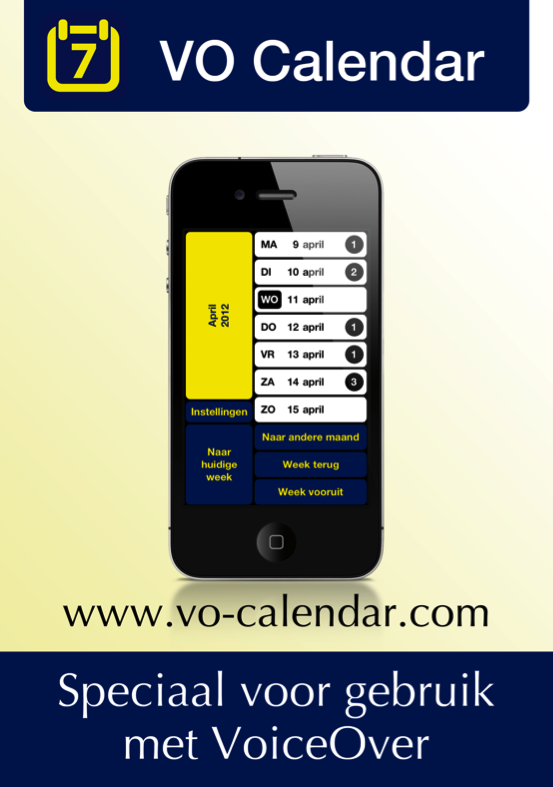 7 VO Calendar
April
2012
MA 9 april 1
DI 10 april 2
WO 11 april
DO 12 april 1
VR 13 april 1
ZA 14 april 3
ZO 15 april
Instellingen
Naar
huidige
week
Naar andere maand
Week terug
Week vooruit
www.vo-calendar.com
Speciaal voor gebruik
met VoiceOver